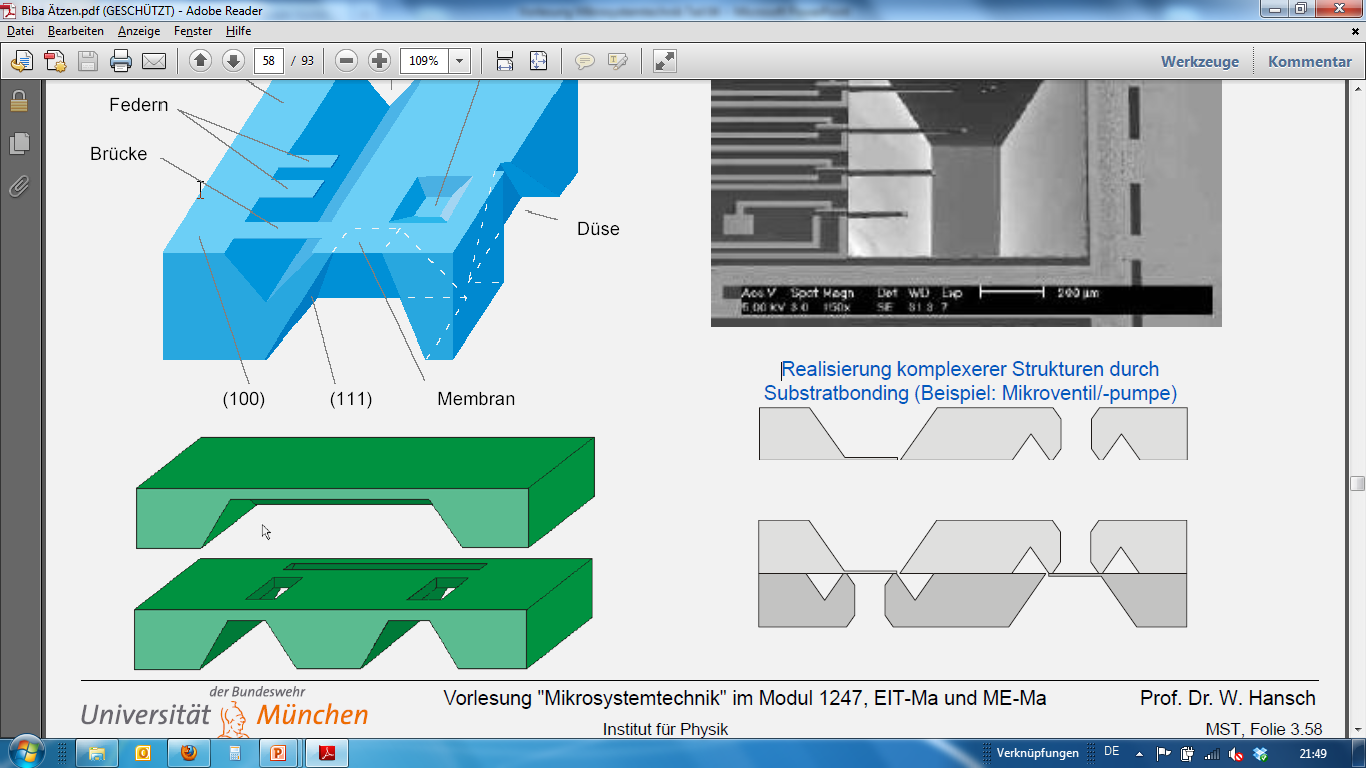 Biba Ätzen.pdf (GESCHÜTZT) - Adobe Reader
Datei Bearbeiten Anzeige Fenster Hilfe
58 / 93 109% Werkzeuge Kommentar
Federn
Brücke
Düse
(100) (111) Membran
Acc.V Spot Magn Det WD Exp 200 µm
5.00 kV 3.0 150x SE 31.3 7
Realisierung komplexerer Strukturen durch
Substratbonding (Beispiel: Mikroventil/-pumpe)
der Bundeswehr
Universität München
Vorlesung "Mikrosystemtechnik" im Modul 1247, EIT-Ma und ME-Ma
Institut für Physik
Prof. Dr. W. Hansch
MST, Folie 3.58
Verknüpfungen DE 21:49